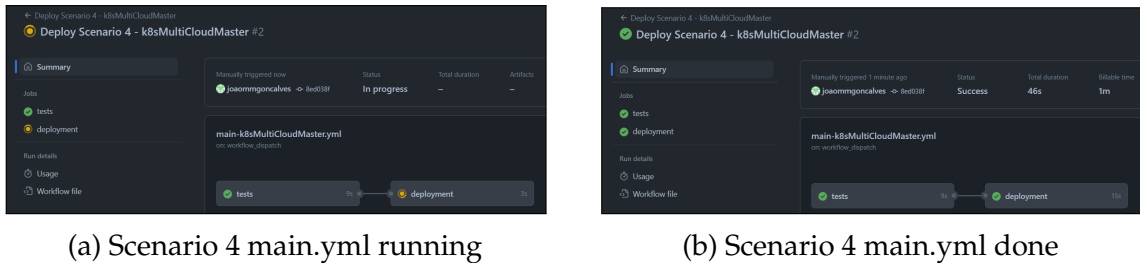 ← Deploy Scenario 4 - k8sMultiCloudMaster
Deploy Scenario 4 - k8sMultiCloudMaster #2
Summary
Jobs
tests
deployment
Run details
Usage
Workflow file
Manually triggered now
joaommgoncalves 8ed038f
Status
In progress
Total duration
–
Artifacts
–
main-k8sMultiCloudMaster.yml
on: workflow_dispatch
tests 9s
deployment 3s
(a) Scenario 4 main.yml running
← Deploy Scenario 4 - k8sMultiCloudMaster
Deploy Scenario 4 - k8sMultiCloudMaster #2
Summary
Jobs
tests
deployment
Run details
Usage
Workflow file
Manually triggered 1 minute ago
joaommgoncalves 8ed038f
Status
Success
Total duration
46s
Billable time
1m
main-k8sMultiCloudMaster.yml
on: workflow_dispatch
tests
deployment 15s
(b) Scenario 4 main.yml done